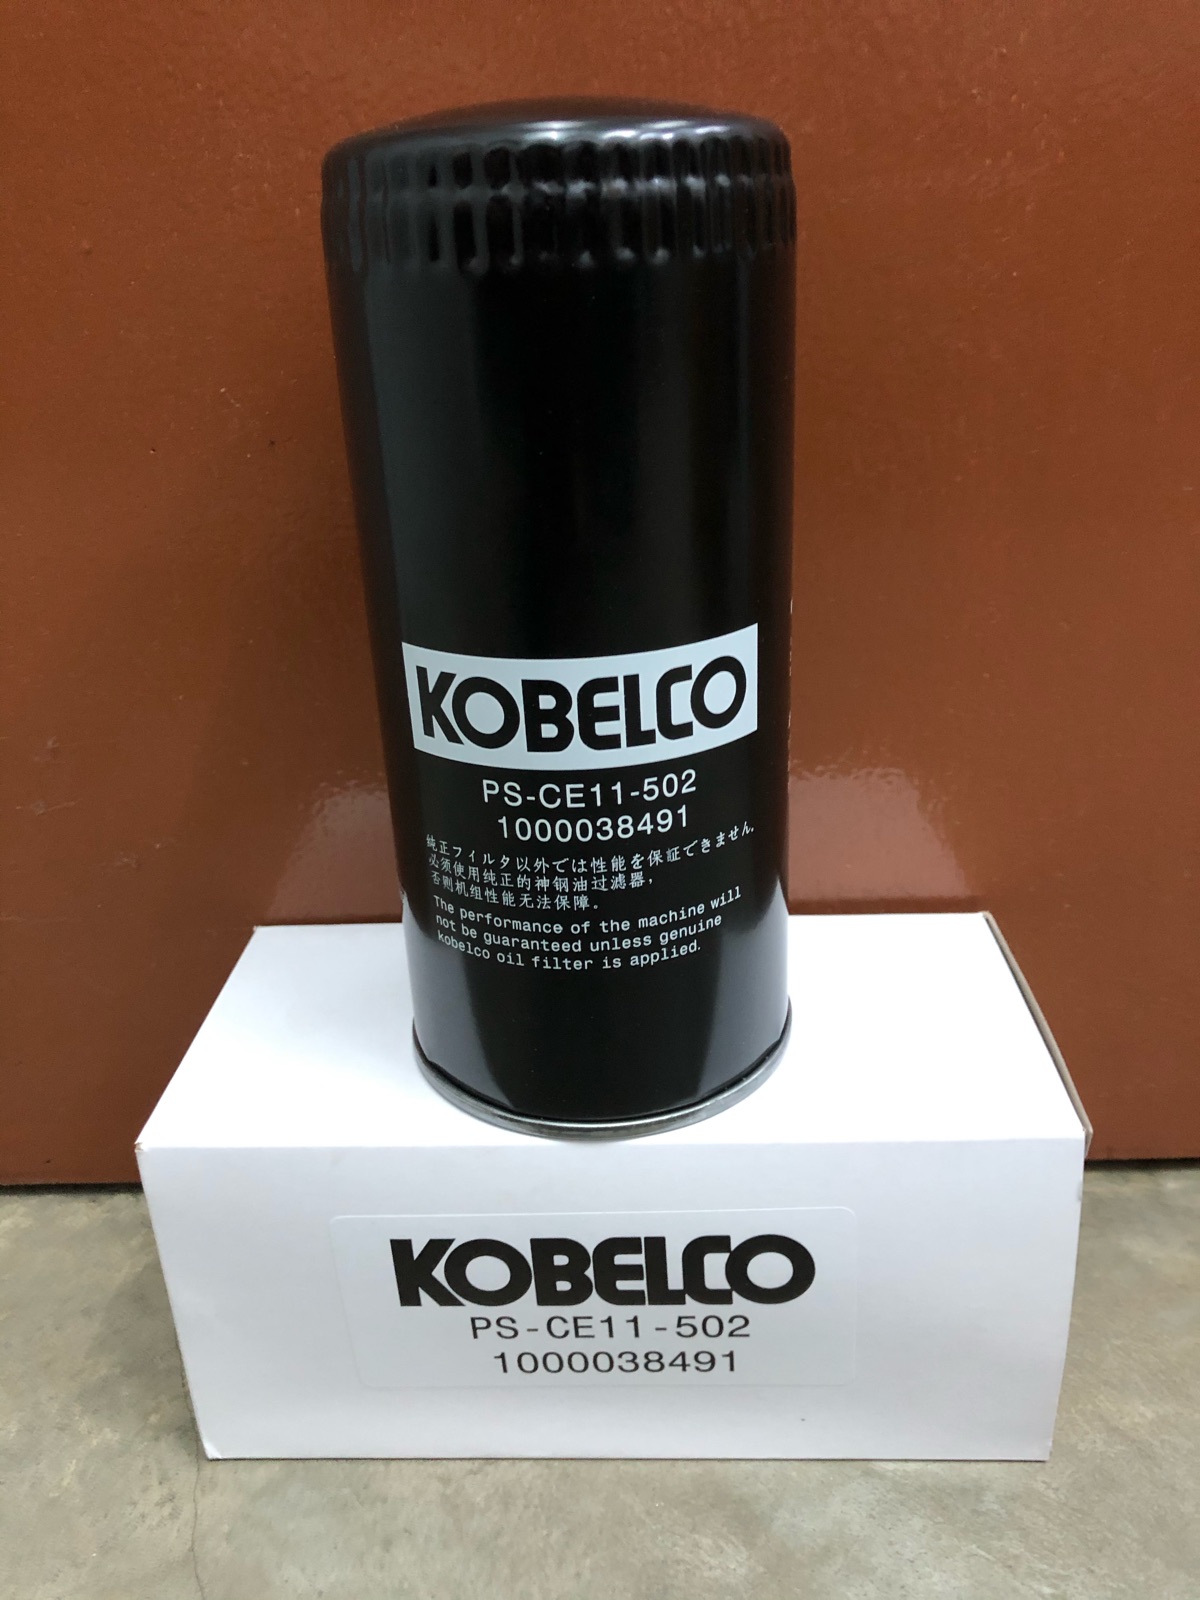 KOBELCO
PS-CE11-502
1000038491
純正フィルタ以外では性能を保証できません。
必须使用纯正的神钢油过滤器，
否则机组性能无法保障。
The performance of the machine will
not be guaranteed unless genuine
kobelco oil filter is applied.
KOBELCO
PS-CE11-502
1000038491